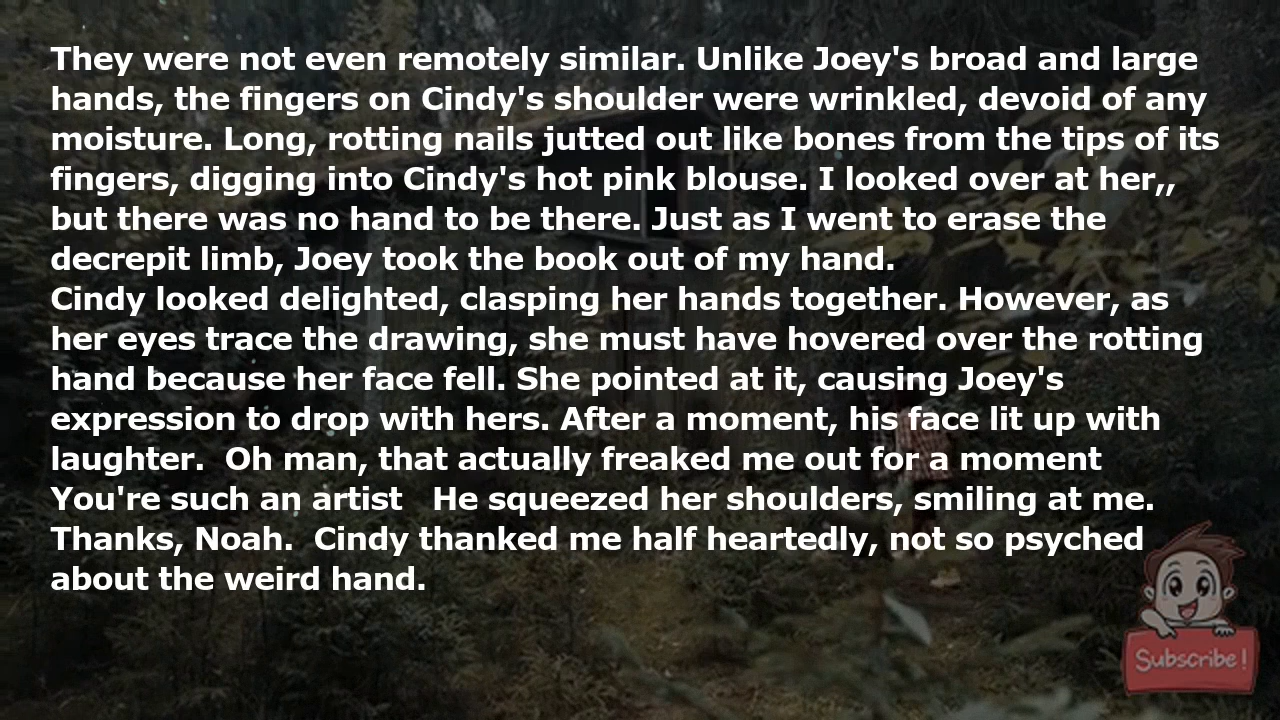 They were not even remotely similar. Unlike Joey's broad and large
hands, the fingers on Cindy's shoulder were wrinkled, devoid of any
moisture. Long, rotting nails jutted out like bones from the tips of its
fingers, digging into Cindy's hot pink blouse. I looked over at her,,
but there was no hand to be there. Just as I went to erase the
decrepit limb, Joey took the book out of my hand.
Cindy looked delighted, clasping her hands together. However, as
her eyes trace the drawing, she must have hovered over the rotting
hand because her face fell. She pointed at it, causing Joey's
expression to drop with hers. After a moment, his face lit up with
laughter.  Oh man, that actually freaked me out for a moment
You're such an artist   He squeezed her shoulders, smiling at me.
Thanks, Noah.  Cindy thanked me half heartedly, not so psyched
about the weird hand.
Subscribe!